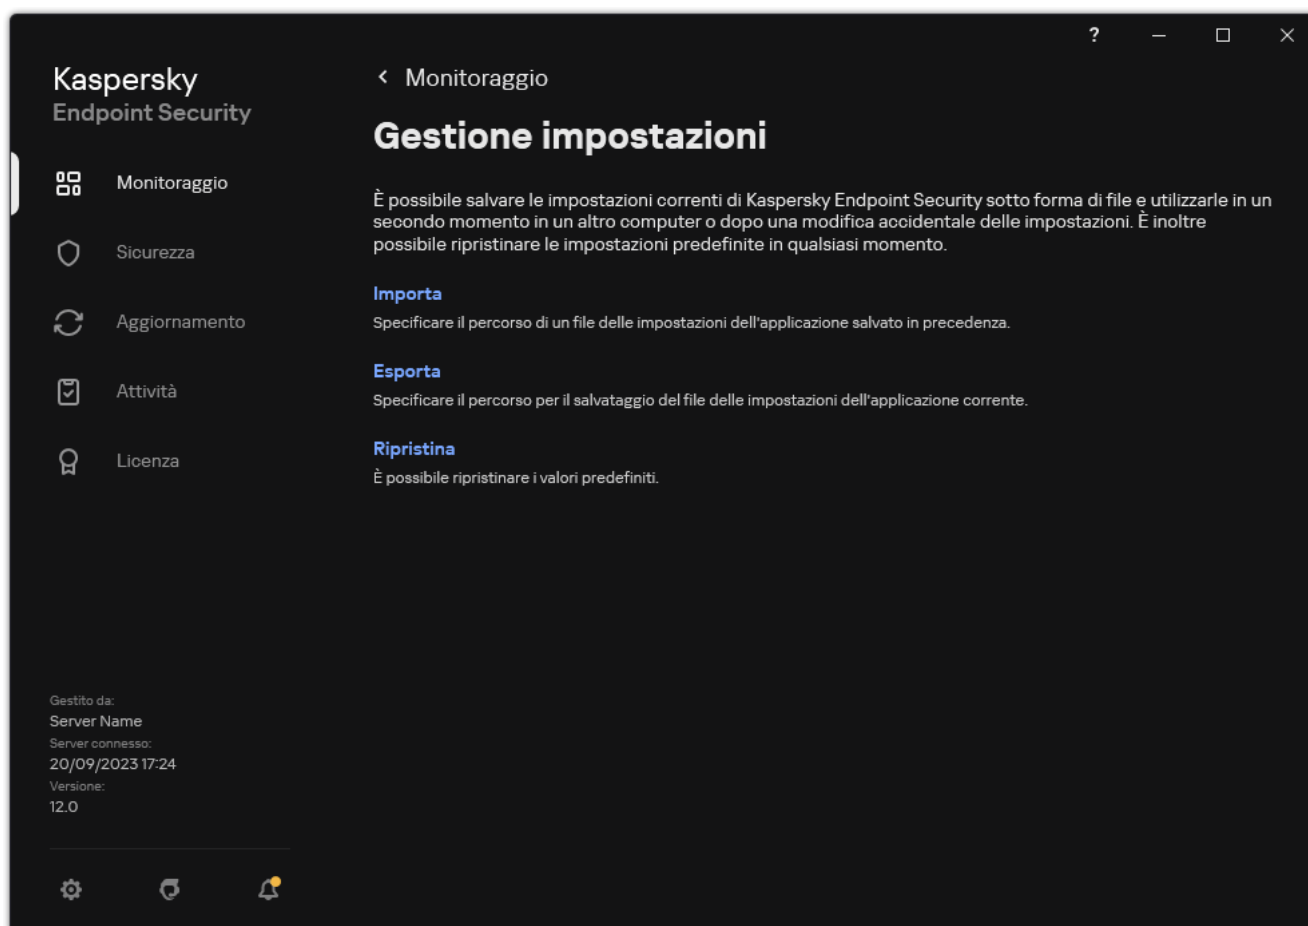 ?
Kaspersky
Endpoint Security
Monitoraggio
Sicurezza
Aggiornamento
Attività
Licenza
Gestito da:
Server Name
Server connesso:
20/09/2023 17:24
Versione:
12.0
Monitoraggio
Gestione impostazioni
È possibile salvare le impostazioni correnti di Kaspersky Endpoint Security sotto forma di file e utilizzarle in un
secondo momento in un altro computer o dopo una modifica accidentale delle impostazioni. È inoltre
possibile ripristinare le impostazioni predefinite in qualsiasi momento.
Importa
Specificare il percorso di un file delle impostazioni dell'applicazione salvato in precedenza.
Esporta
Specificare il percorso per il salvataggio del file delle impostazioni dell'applicazione corrente.
Ripristina
È possibile ripristinare i valori predefiniti.